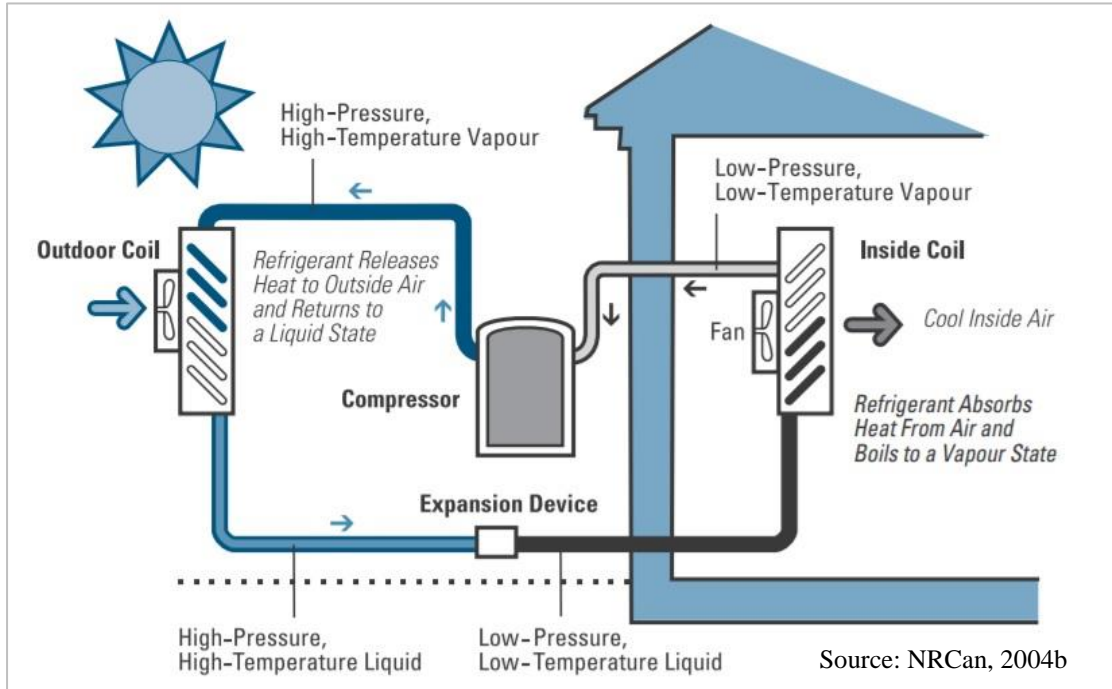 High-Pressure,
High-Temperature Vapour
Low-Pressure,
Low-Temperature Vapour
Outdoor Coil
Refrigerant Releases
Heat to Outside Air
and Returns to
a Liquid State
Inside Coil
Fan
Cool Inside Air
Compressor
Refrigerant Absorbs
Heat From Air and
Boils to a Vapour State
Expansion Device
High-Pressure,
High-Temperature Liquid
Low-Pressure,
Low-Temperature Liquid
Source: NRCan, 2004b